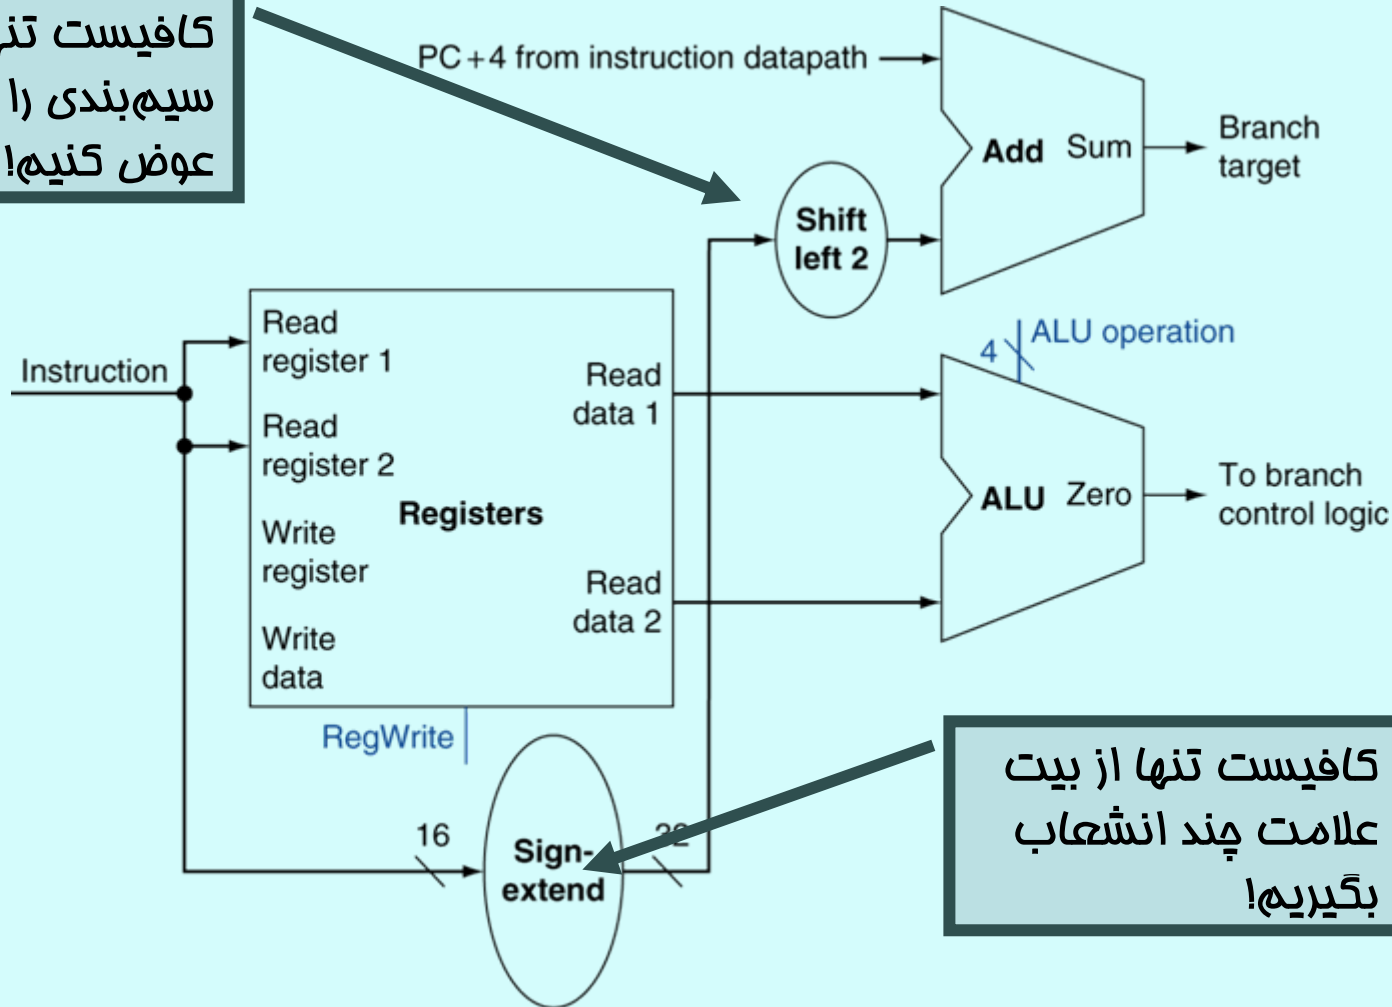 کافیست
سیم‌بندی را
عوض کنیم!
PC+4 from instruction datapath
Add Sum
Branch
target
Shift
left 2
ALU operation
4
Instruction
Read
register 1
Read
register 2
Write
register
Write
data
Registers
Read
data 1
Read
data 2
ALU Zero
To branch
control logic
RegWrite
16
Sign-
extend
32
کافیست تنها از بیت
علامت چند انشعاب
بگیریم!